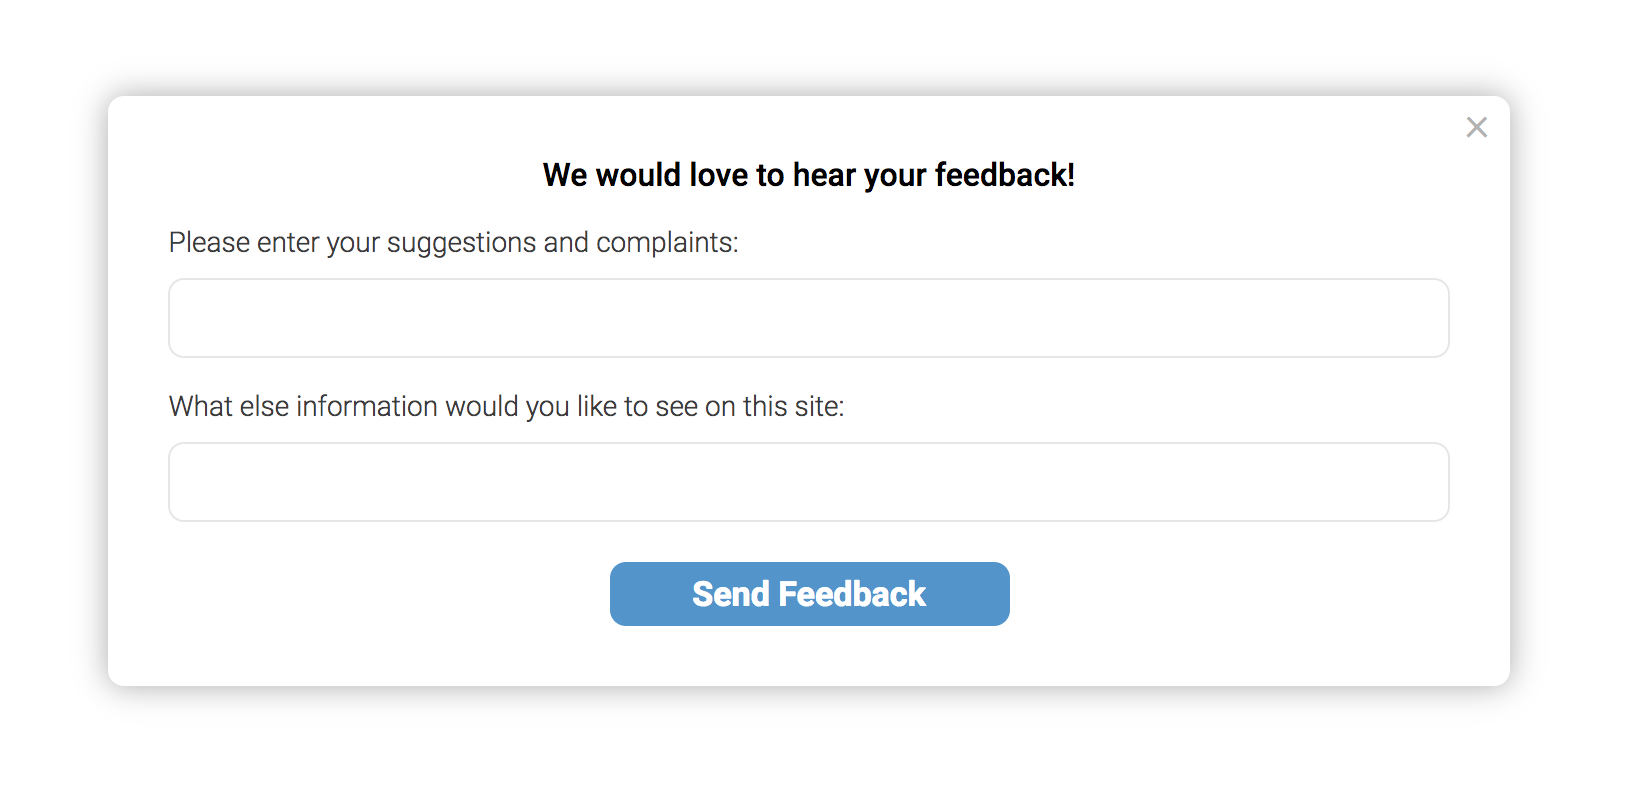 We would love to hear your feedback!
Please enter your suggestions and complaints:
What else information would you like to see on this site:
Send Feedback